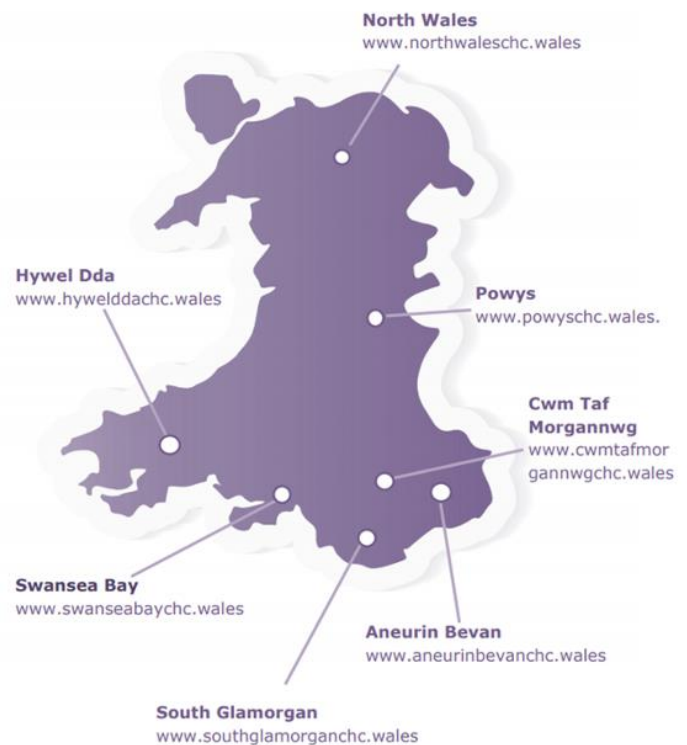 North Wales
www.northwaleschc.wales
Hywel Dda
www.hywelddachc.wales
Powys
www.powyschc.wales.
Cwm Taf
Morgannwg
www.cwmtafmor
gannwgchc.wales
Swansea Bay
www.swanseabaychc.wales
Aneurin Bevan
www.aneurinbevanchc.wales
South Glamorgan
www.southglamorganchc.wales